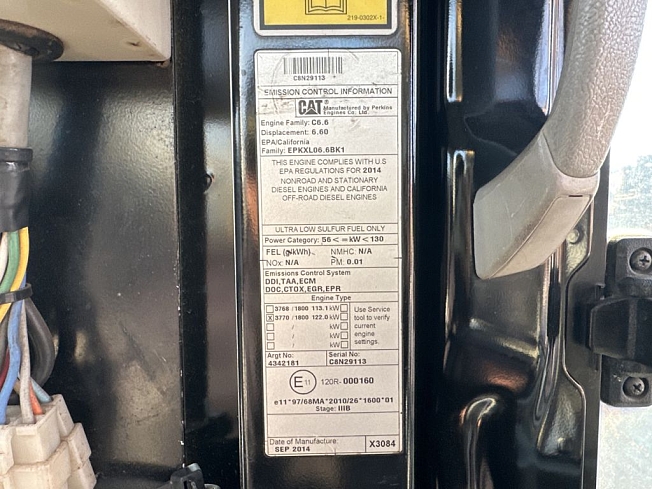 219-0302X-1-
C8N29113
EMISSION CONTROL INFORMATION
CAT® Manufactured by Perkins
Engines Co. Ltd.
Engine Family: C6.6
Displacement: 6.60
EPA/California
Family: EPKXL06.6BK1
THIS ENGINE COMPLIES WITH U.S
EPA REGULATIONS FOR 2014
NONROAD AND STATIONARY
DIESEL ENGINES AND CALIFORNIA
OFF-ROAD DIESEL ENGINES
ULTRA LOW SULFUR FUEL ONLY
Power Category: 56 < = kW < 130
FEL (g/kWh) NMHC: N/A
NOx: N/A PM: 0.01
Emissions Control System
DDI,TAA,ECM
DOC,CTOX,EGR,EPR
Engine Type
3768 / 1800 113.1 kW
X 3770 / 1800 122.0 kW
/ kW
/ kW
/ kW
Use Service
tool to verify
current
engine
settings.
Argt No: Serial No:
4342181 C8N29113
E11 120R-000160
e11*97/68MA*2010/26*1600*01
Stage: IIIB
Date of Manufacture:
SEP 2014
X3084